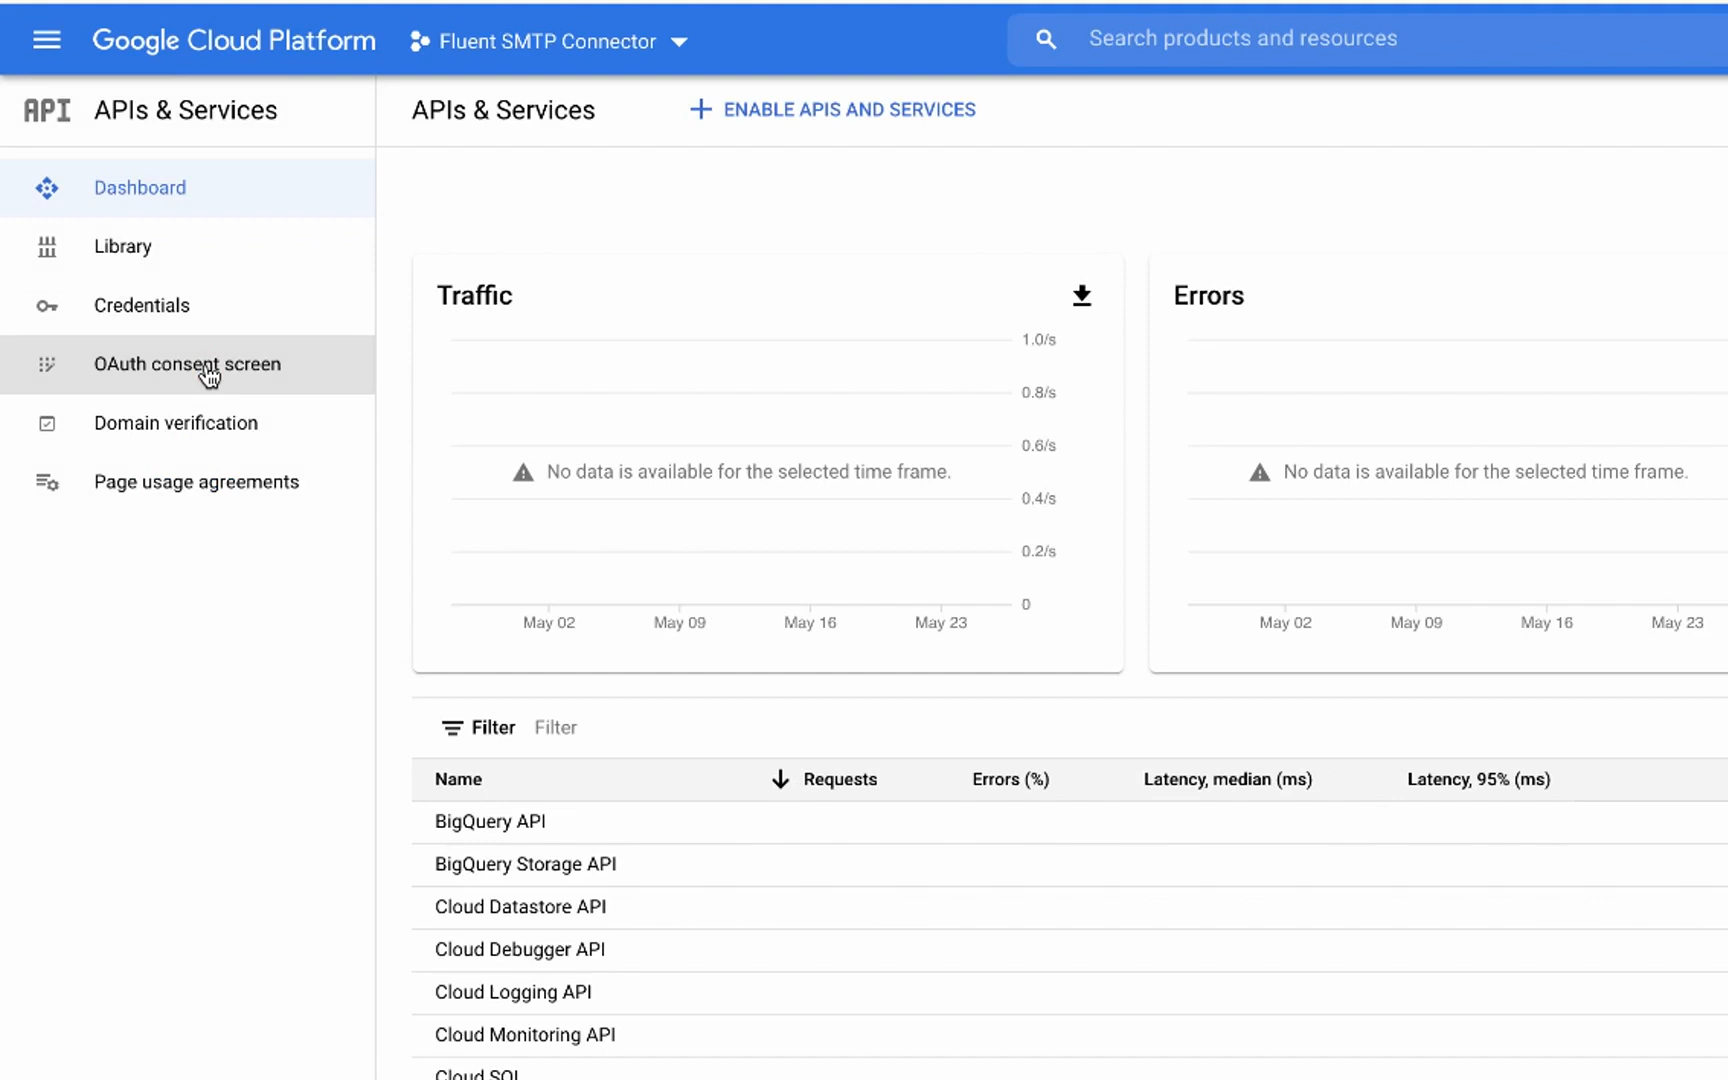 Google Cloud Platform
Fluent SMTP Connector
Search products and resources
API APIs & Services
APIs & Services
ENABLE APIS AND SERVICES
Dashboard
Library
Credentials
OAuth consent screen
Domain verification
Page usage agreements
Traffic
1.0/s
0.8/s
0.6/s
No data is available for the selected time frame.
0.4/s
0.2/s
0
May 02 May 09 May 16 May 23
Errors
No data is available for the selected time frame.
May 02 May 09 May 16 May 23
Filter Filter
Name Requests Errors (%) Latency, median (ms) Latency, 95% (ms)
BigQuery API
BigQuery Storage API
Cloud Datastore API
Cloud Debugger API
Cloud Logging API
Cloud Monitoring API
Cloud SQL